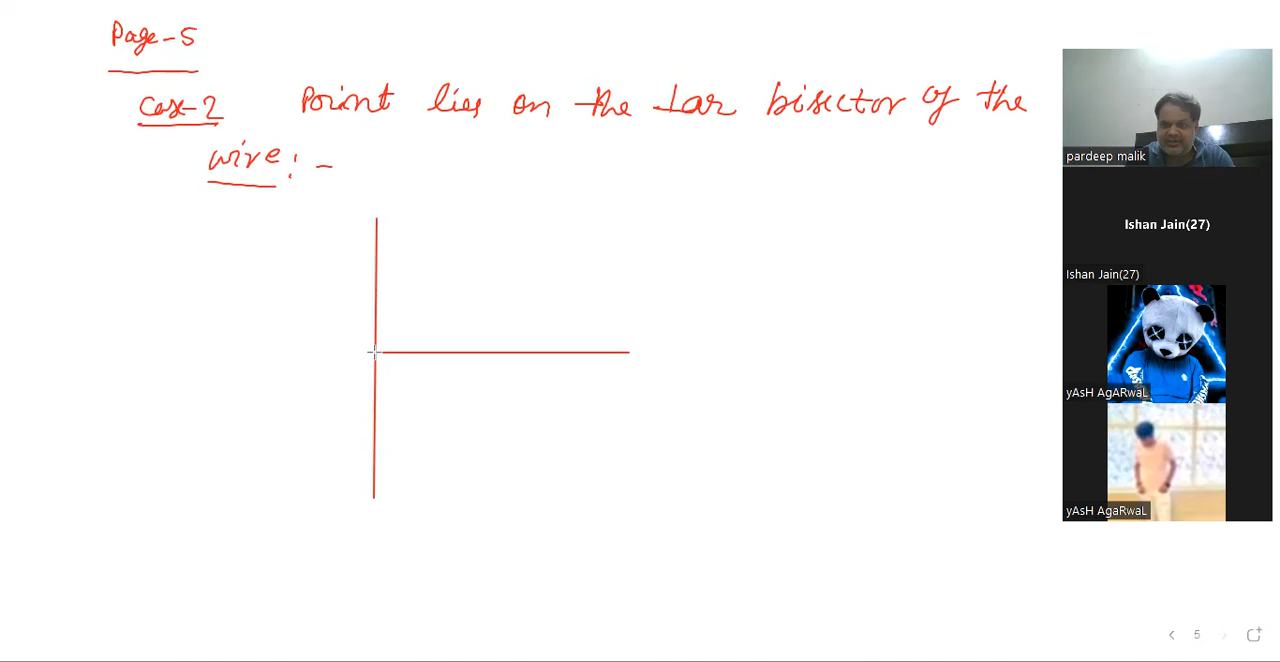 Page-5
Case-2 Point lies on the ⊥ar bisector of the
wire: -
pardeep malik
Ishan Jain(27)
Ishan Jain(27)
yAsH AgARwaL
yAsH AgaRwaL
5